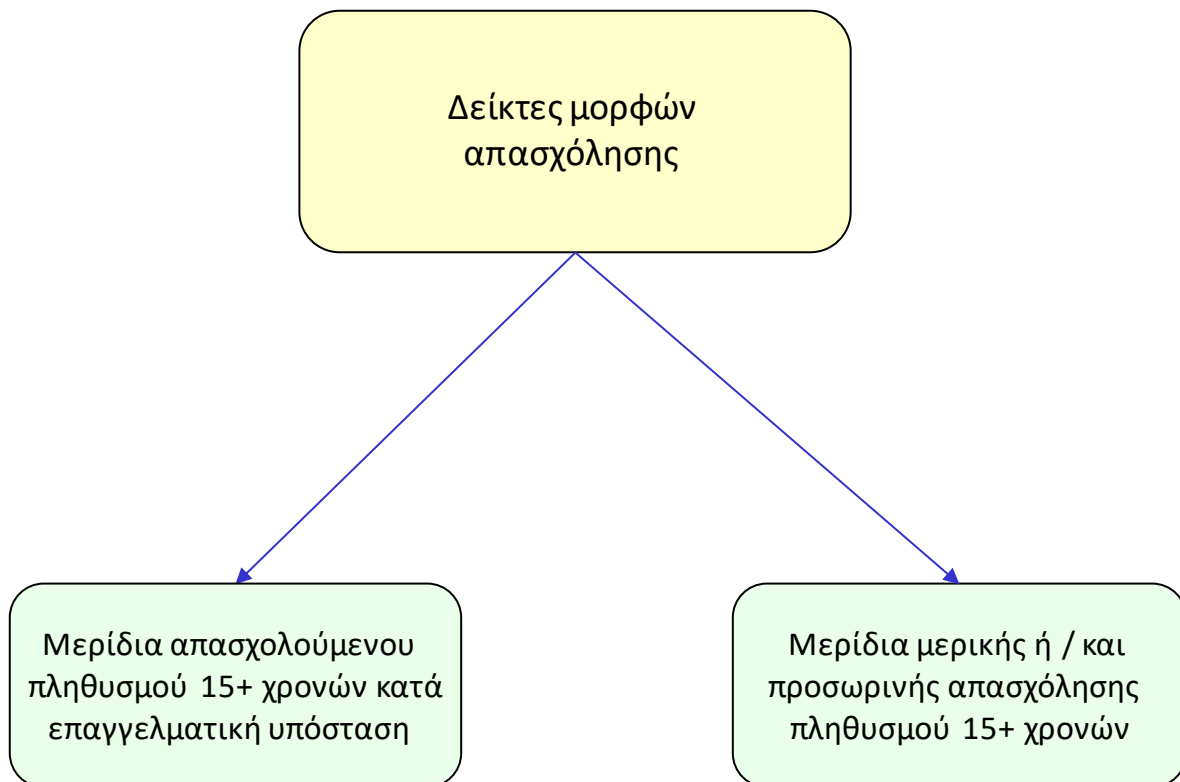 Δείκτες μορφών
απασχόλησης
Μερίδια απασχολούμενου
πληθυσμού 15+ χρονών κατά
επαγγελματική υπόσταση
Μερίδια μερικής ή / και
προσωρινής απασχόλησης
πληθυσμού 15+ χρονών